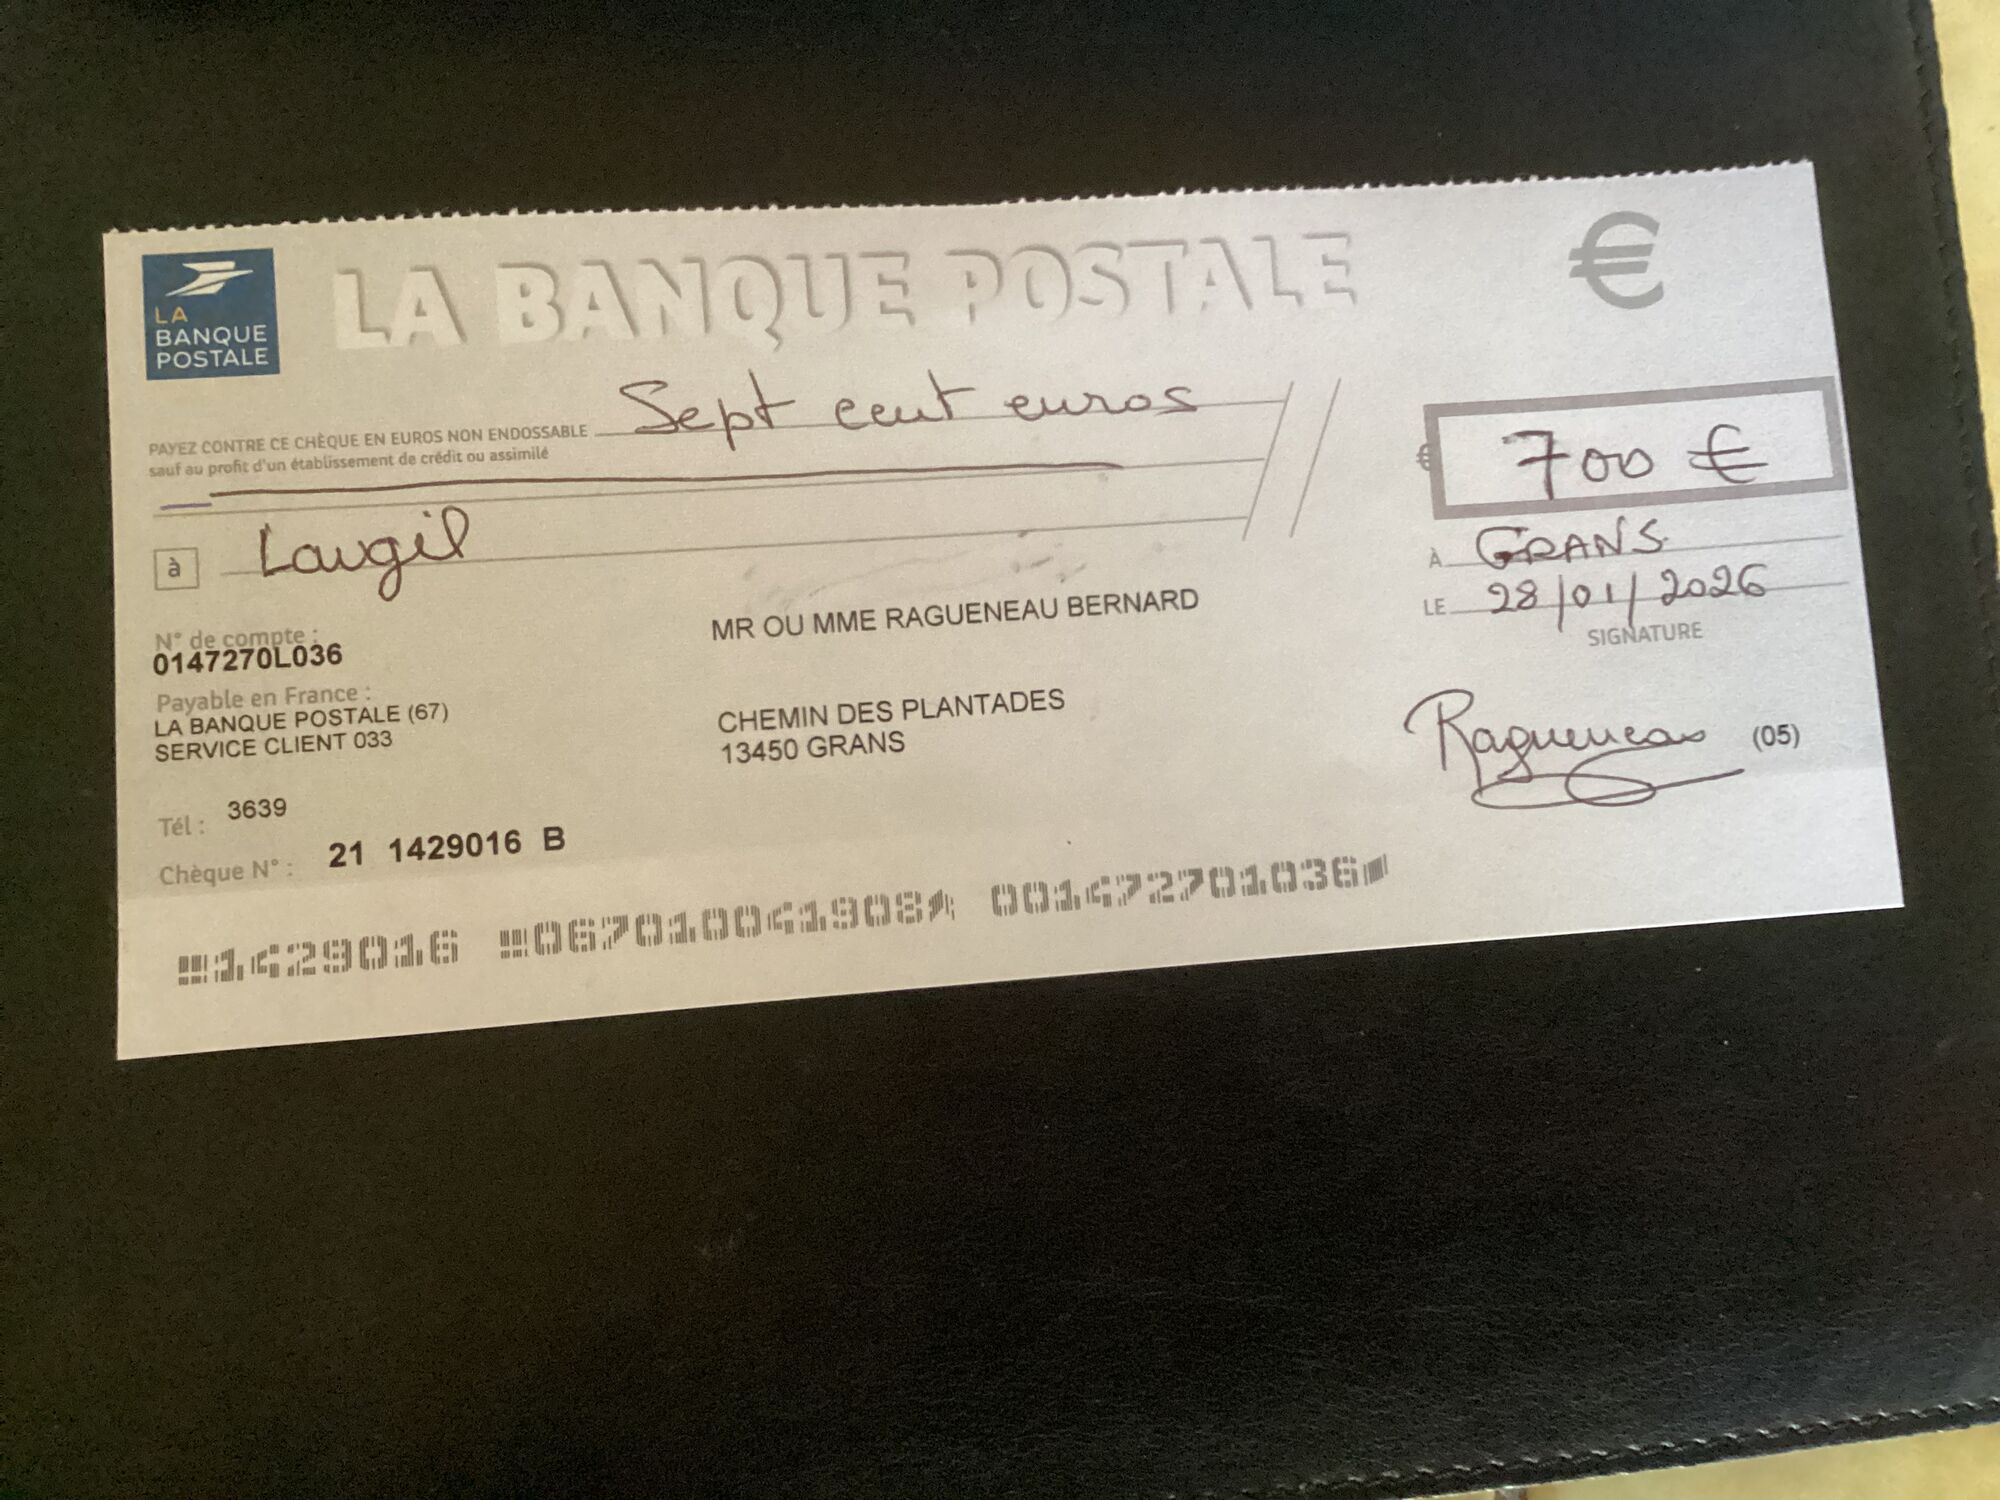 LA BANQUE POSTALE
€
LA
BANQUE
POSTALE
PAYEZ CONTRE CE CHÈQUE EN EUROS NON ENDOSSABLE Sept cent euros
sauf au profit d'un établissement de crédit ou assimilé
€ 700 €
à Laugil
À GRANS
LE 28/01/2026
SIGNATURE
N° de compte :
0147270L036
MR OU MME RAGUENEAU BERNARD
Payable en France :
LA BANQUE POSTALE (67)
SERVICE CLIENT 033
CHEMIN DES PLANTADES
13450 GRANS
Ragueneau (05)
Tél : 3639
Chèque N° : 21 1429016 B
1429016 067010041908 001472701036